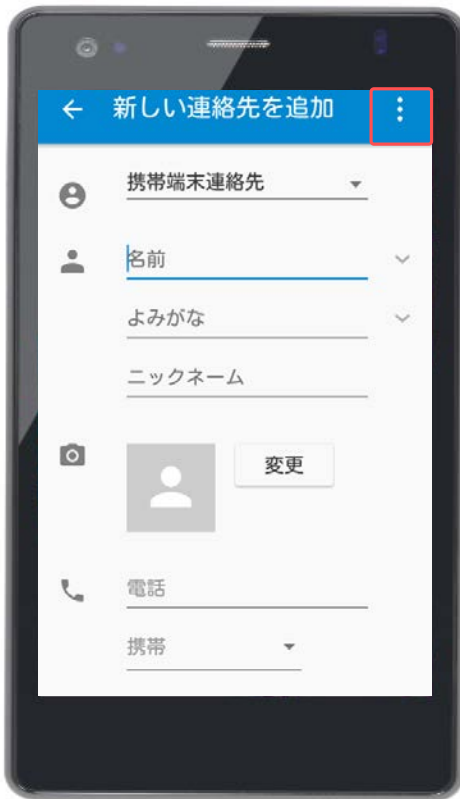 新しい連絡先を追加
携帯端末連絡先
名前
よみがな
ニックネーム
変更
電話
携帯